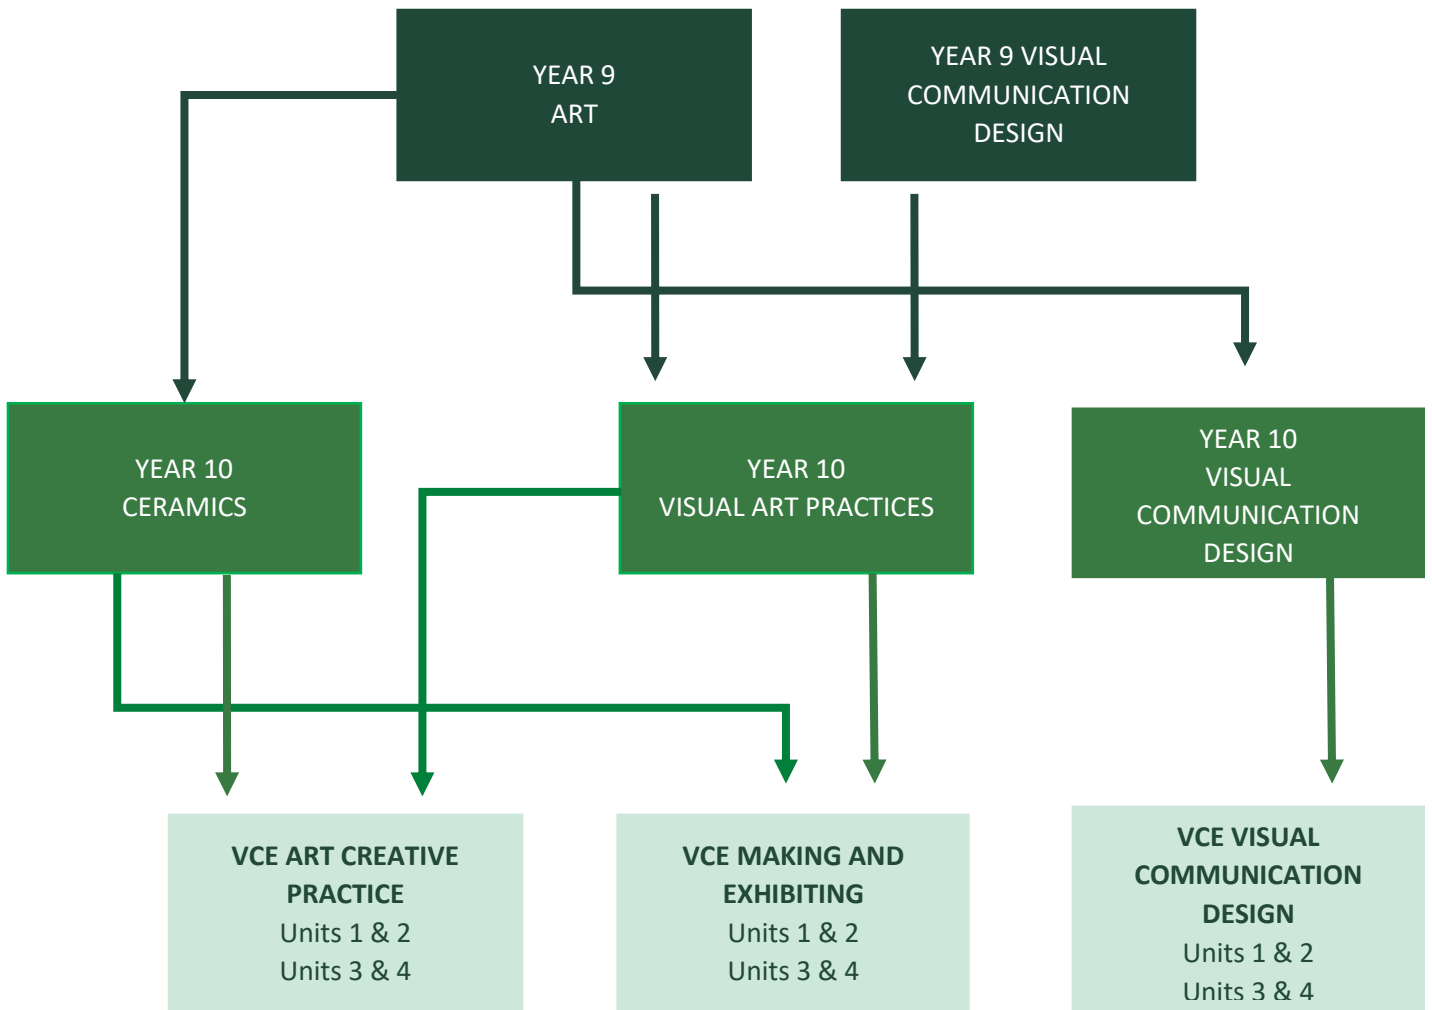 YEAR 9
ART
YEAR 9 VISUAL
COMMUNICATION
DESIGN
YEAR 10
CERAMICS
YEAR 10
VISUAL ART PRACTICES
YEAR 10
VISUAL
COMMUNICATION
DESIGN
VCE ART CREATIVE
PRACTICE
Units 1 & 2
Units 3 & 4
VCE MAKING AND
EXHIBITING
Units 1 & 2
Units 3 & 4
VCE VISUAL
COMMUNICATION
DESIGN
Units 1 & 2
Units 3 & 4